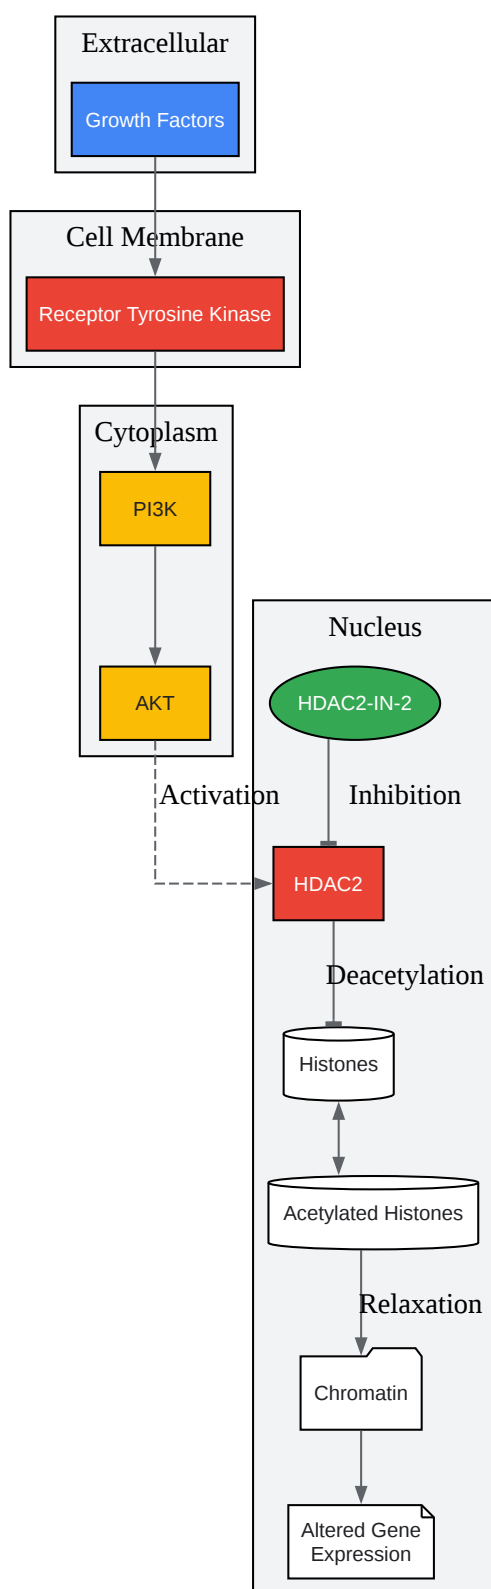 Extracellular
Growth Factors
Cell Membrane
Receptor Tyrosine Kinase
Cytoplasm
PI3K
AKT
Nucleus
HDAC2-IN-2
Activation
Inhibition
HDAC2
Deacetylation
Histones
Acetylated Histones
Relaxation
Chromatin
Altered Gene
Expression